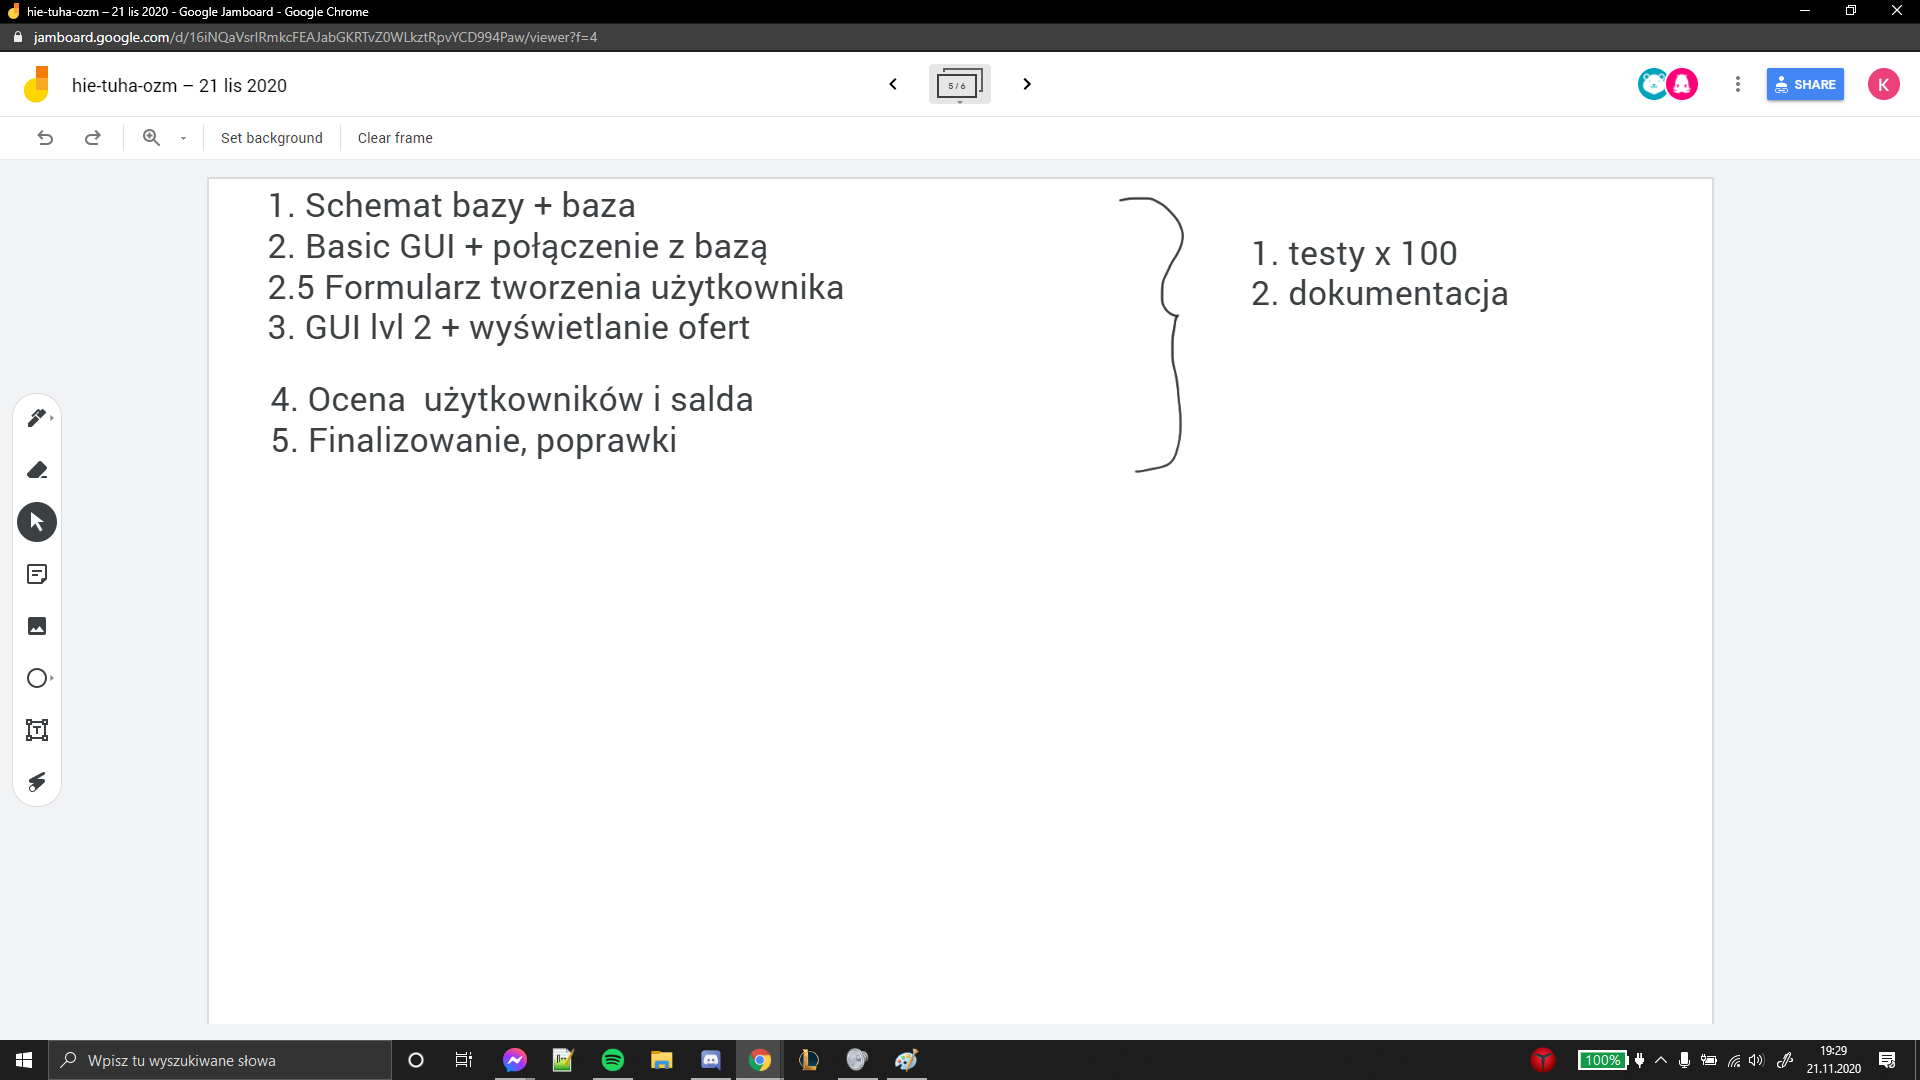 hie-tuha-ozm – 21 lis 2020 - Google Jamboard - Google Chrome
jamboard.google.com/d/16iNQaVsrlRmkcFEAJabGKRTvZ0WLkztRpvYCD994Paw/viewer?f=4
hie-tuha-ozm – 21 lis 2020
5 / 6
SHARE
K
Set background
Clear frame
1. Schemat bazy + baza
2. Basic GUI + połączenie z bazą
2.5 Formularz tworzenia użytkownika
3. GUI lvl 2 + wyświetlanie ofert
4. Ocena  użytkowników i salda
5. Finalizowanie, poprawki
1. testy x 100
2. dokumentacja
Wpisz tu wyszukiwane słowa
100%
19:29
21.11.2020